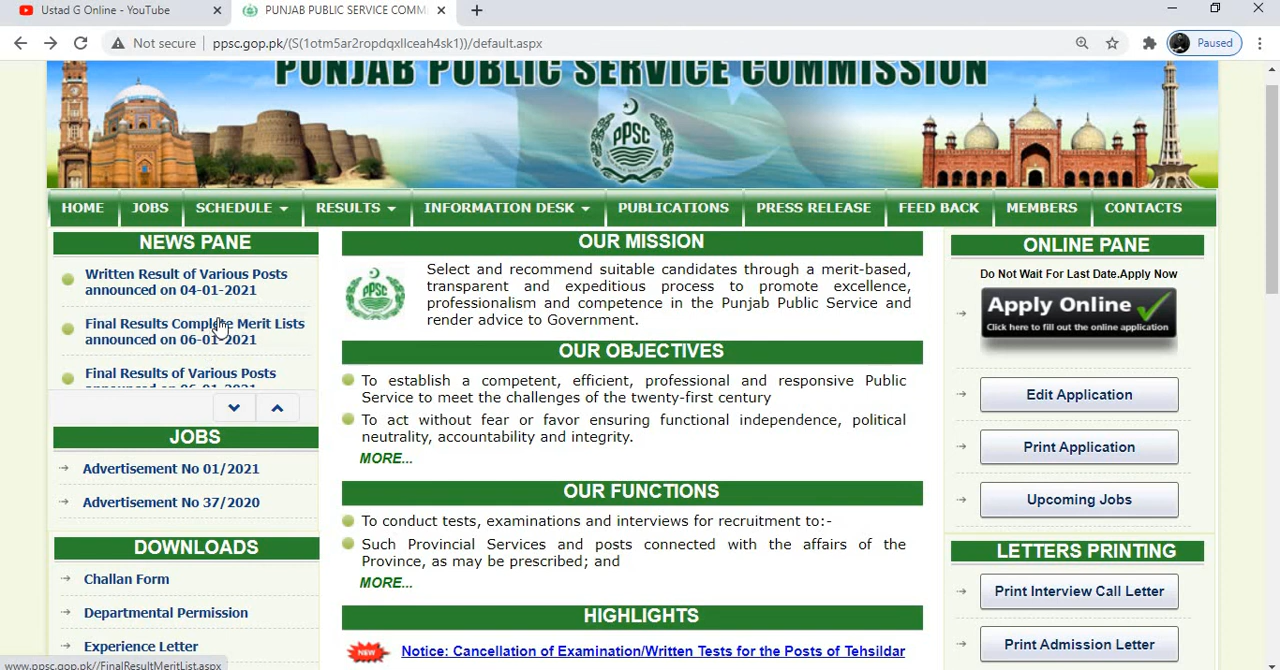 Ustad G Online - YouTube
PUNJAB PUBLIC SERVICE COMM
Not secure
ppsc.gop.pk/(S(1otm5ar2ropdqxllceah4sk1))/default.aspx
Paused
PUNJAB PUBLIC SERVICE COMMISSION
PPSC
HOME
JOBS
SCHEDULE
RESULTS
INFORMATION DESK
PUBLICATIONS
PRESS RELEASE
FEED BACK
MEMBERS
CONTACTS
NEWS PANE
Written Result of Various Posts
announced on 04-01-2021
Final Results Complete Merit Lists
announced on 06-01-2021
Final Results of Various Posts
announced on 06-01-2021
JOBS
Advertisement No 01/2021
Advertisement No 37/2020
DOWNLOADS
Challan Form
Departmental Permission
Experience Letter
www.ppsc.gop.pk//FinalResultMeritList.aspx
OUR MISSION
PPSC
Select and recommend suitable candidates through a merit-based,
transparent and expeditious process to promote excellence,
professionalism and competence in the Punjab Public Service and
render advice to Government.
OUR OBJECTIVES
To establish a competent, efficient, professional and responsive Public
Service to meet the challenges of the twenty-first century
To act without fear or favor ensuring functional independence, political
neutrality, accountability and integrity.
MORE...
OUR FUNCTIONS
To conduct tests, examinations and interviews for recruitment to:-
Such Provincial Services and posts connected with the affairs of the
Province, as may be prescribed; and
MORE...
HIGHLIGHTS
NEW
Notice: Cancellation of Examination/Written Tests for the Posts of Tehsildar
ONLINE PANE
Do Not Wait For Last Date.Apply Now
Apply Online
Click here to fill out the online application
Edit Application
Print Application
Upcoming Jobs
LETTERS PRINTING
Print Interview Call Letter
Print Admission Letter